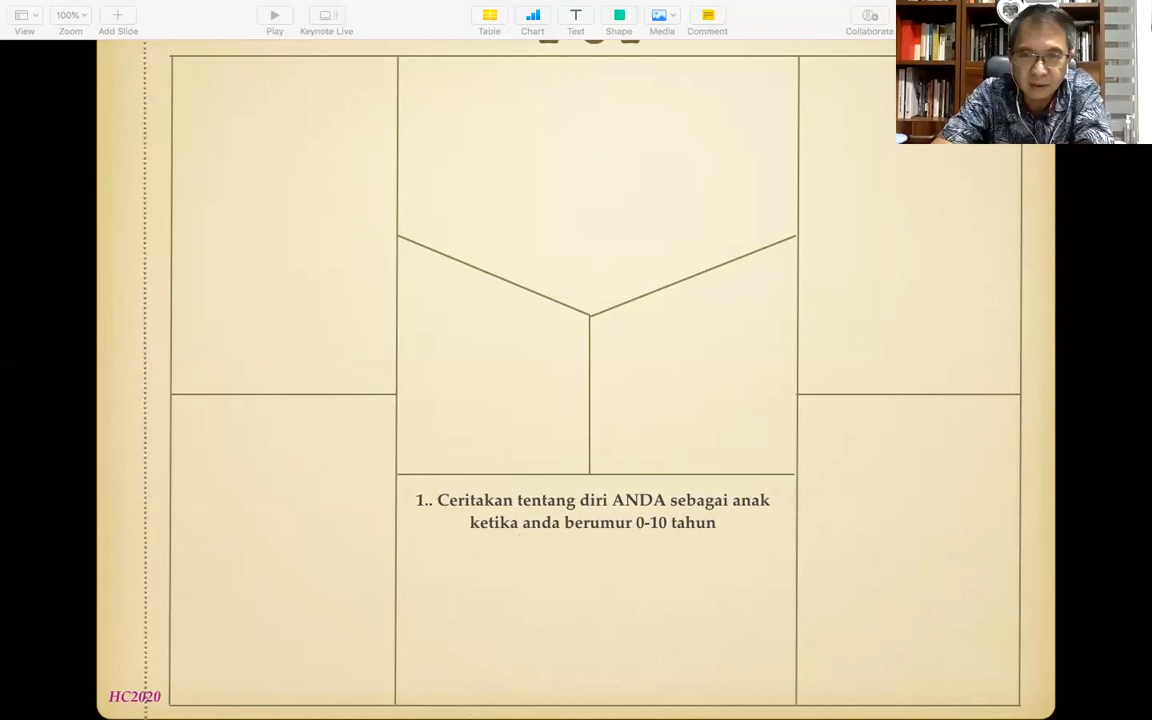 100%
View
Zoom
Add Slide
Play
Keynote Live
Table
Chart
Text
Shape
Media
Comment
Collaborate
1.. Ceritakan tentang diri ANDA sebagai anak
ketika anda berumur 0-10 tahun
HC2020